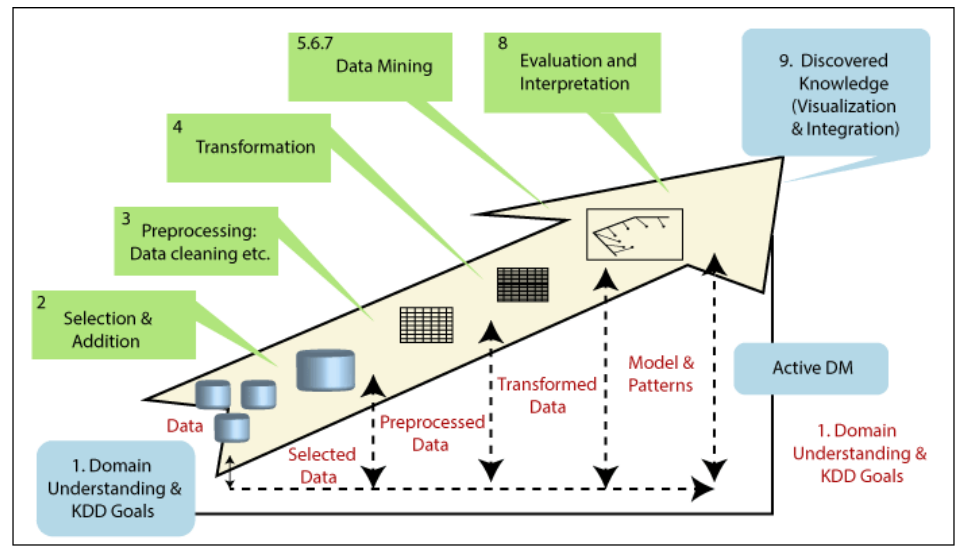 5.6.7
Data Mining
8
Evaluation and
Interpretation
9. Discovered
Knowledge
(Visualization
& Integration)
4
Transformation
3
Preprocessing:
Data cleaning etc.
2
Selection &
Addition
Data
Selected
Data
Preprocessed
Data
Transformed
Data
Model &
Patterns
Active DM
1. Domain
Understanding &
KDD Goals
1. Domain
Understanding &
KDD Goals